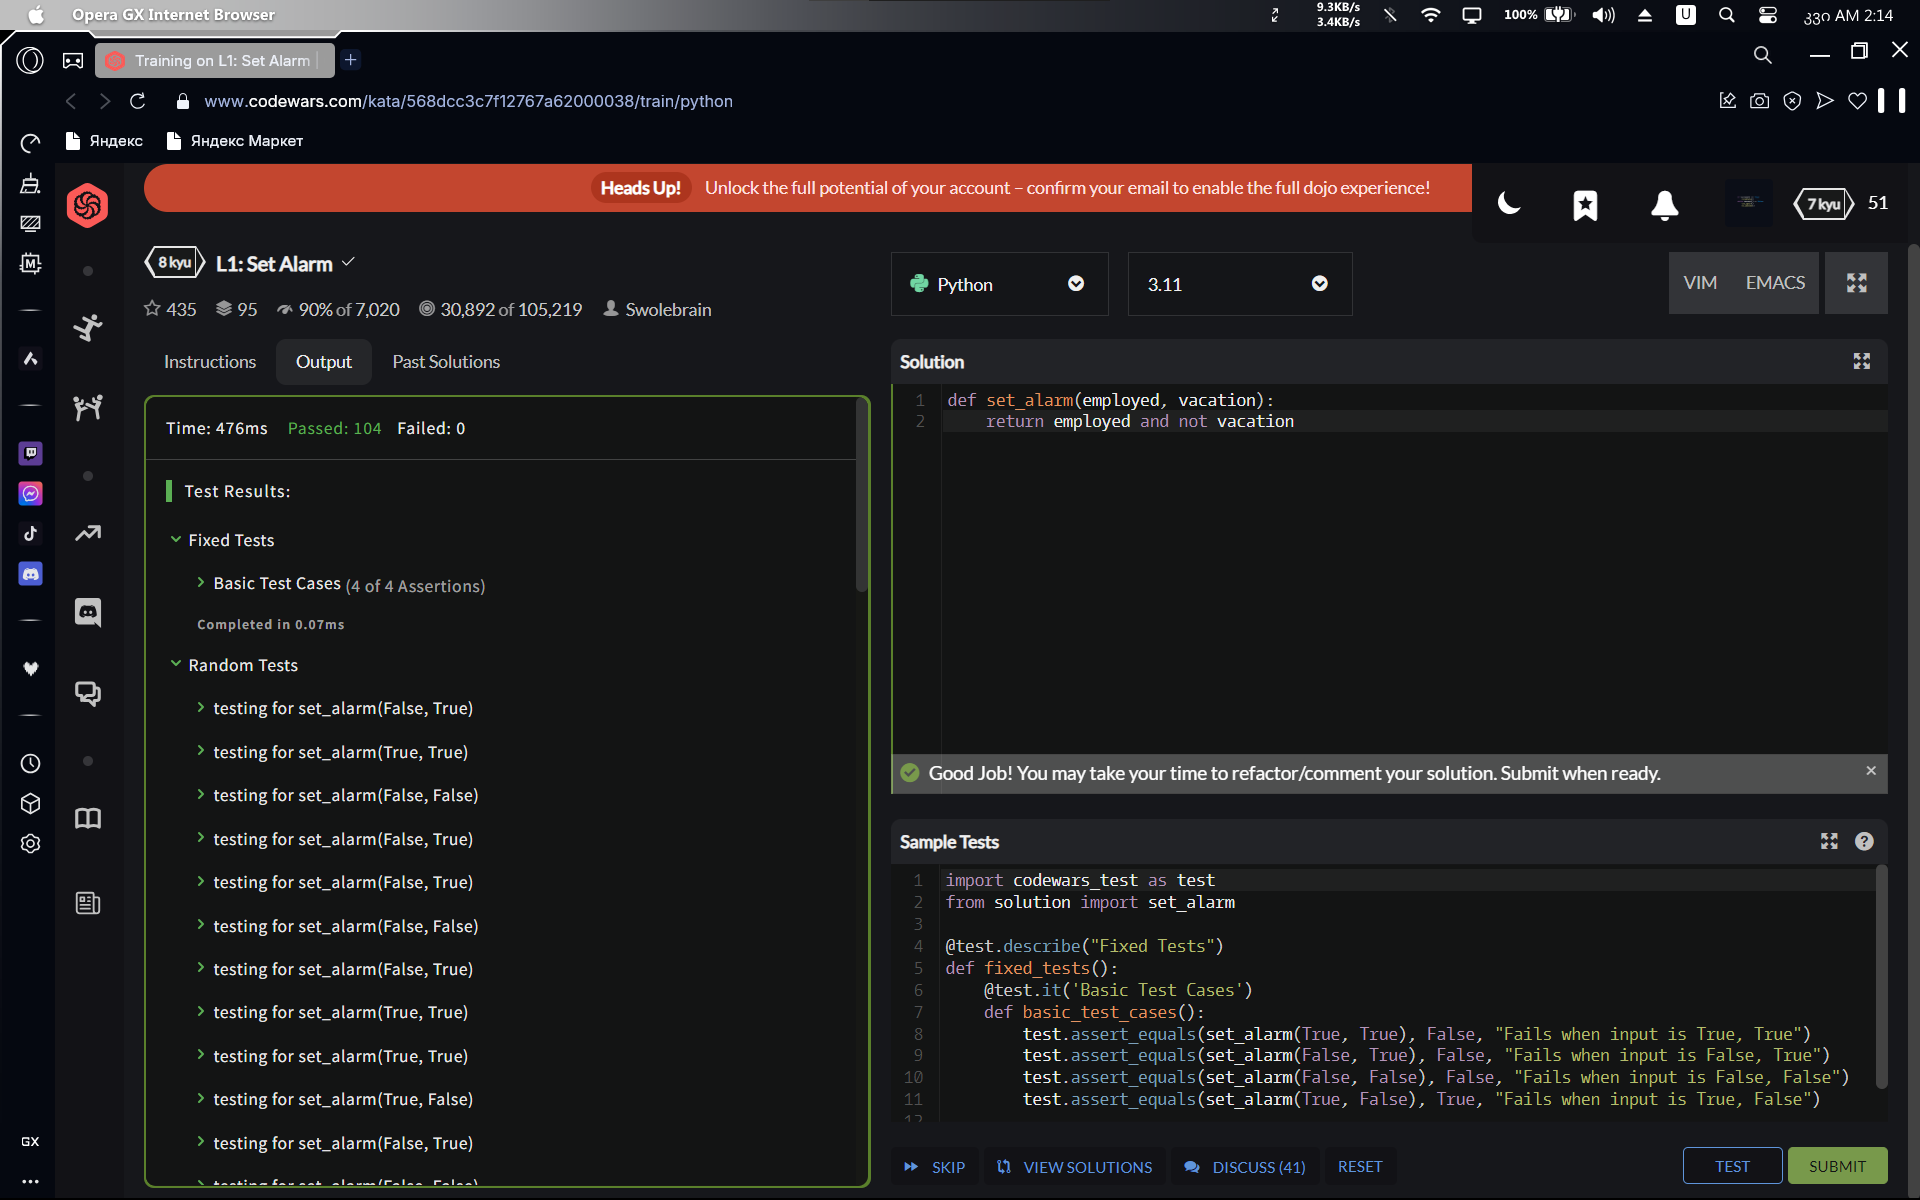 Opera GX Internet Browser
9.3KB/s
3.4KB/s
100%
U
კვი AM 2:14
Training on L1: Set Alarm
www.codewars.com/kata/568dcc3c7f12767a62000038/train/python
Яндекс
Яндекс Маркет
Heads Up! Unlock the full potential of your account – confirm your email to enable the full dojo experience!
7 kyu
51
8 kyu
L1: Set Alarm
435
95
90% of 7,020
30,892 of 105,219
Swolebrain
Python
3.11
VIM
EMACS
Instructions
Output
Past Solutions
Time: 476ms Passed: 104 Failed: 0
Test Results:
Fixed Tests
Basic Test Cases (4 of 4 Assertions)
Completed in 0.07ms
Random Tests
testing for set_alarm(False, True)
testing for set_alarm(True, True)
testing for set_alarm(False, False)
testing for set_alarm(False, True)
testing for set_alarm(False, True)
testing for set_alarm(False, False)
testing for set_alarm(False, True)
testing for set_alarm(True, True)
testing for set_alarm(True, True)
testing for set_alarm(True, False)
testing for set_alarm(False, True)
testing for set_alarm(False, False)
Solution
1 def set_alarm(employed, vacation):
2 return employed and not vacation
Good Job! You may take your time to refactor/comment your solution. Submit when ready.
Sample Tests
1 import codewars_test as test
2 from solution import set_alarm
3
4 @test.describe("Fixed Tests")
5 def fixed_tests():
6 @test.it('Basic Test Cases')
7 def basic_test_cases():
8 test.assert_equals(set_alarm(True, True), False, "Fails when input is True, True")
9 test.assert_equals(set_alarm(False, True), False, "Fails when input is False, True")
10 test.assert_equals(set_alarm(False, False), False, "Fails when input is False, False")
11 test.assert_equals(set_alarm(True, False), True, "Fails when input is True, False")
12
SKIP
VIEW SOLUTIONS
DISCUSS (41)
RESET
TEST
SUBMIT
M
GX